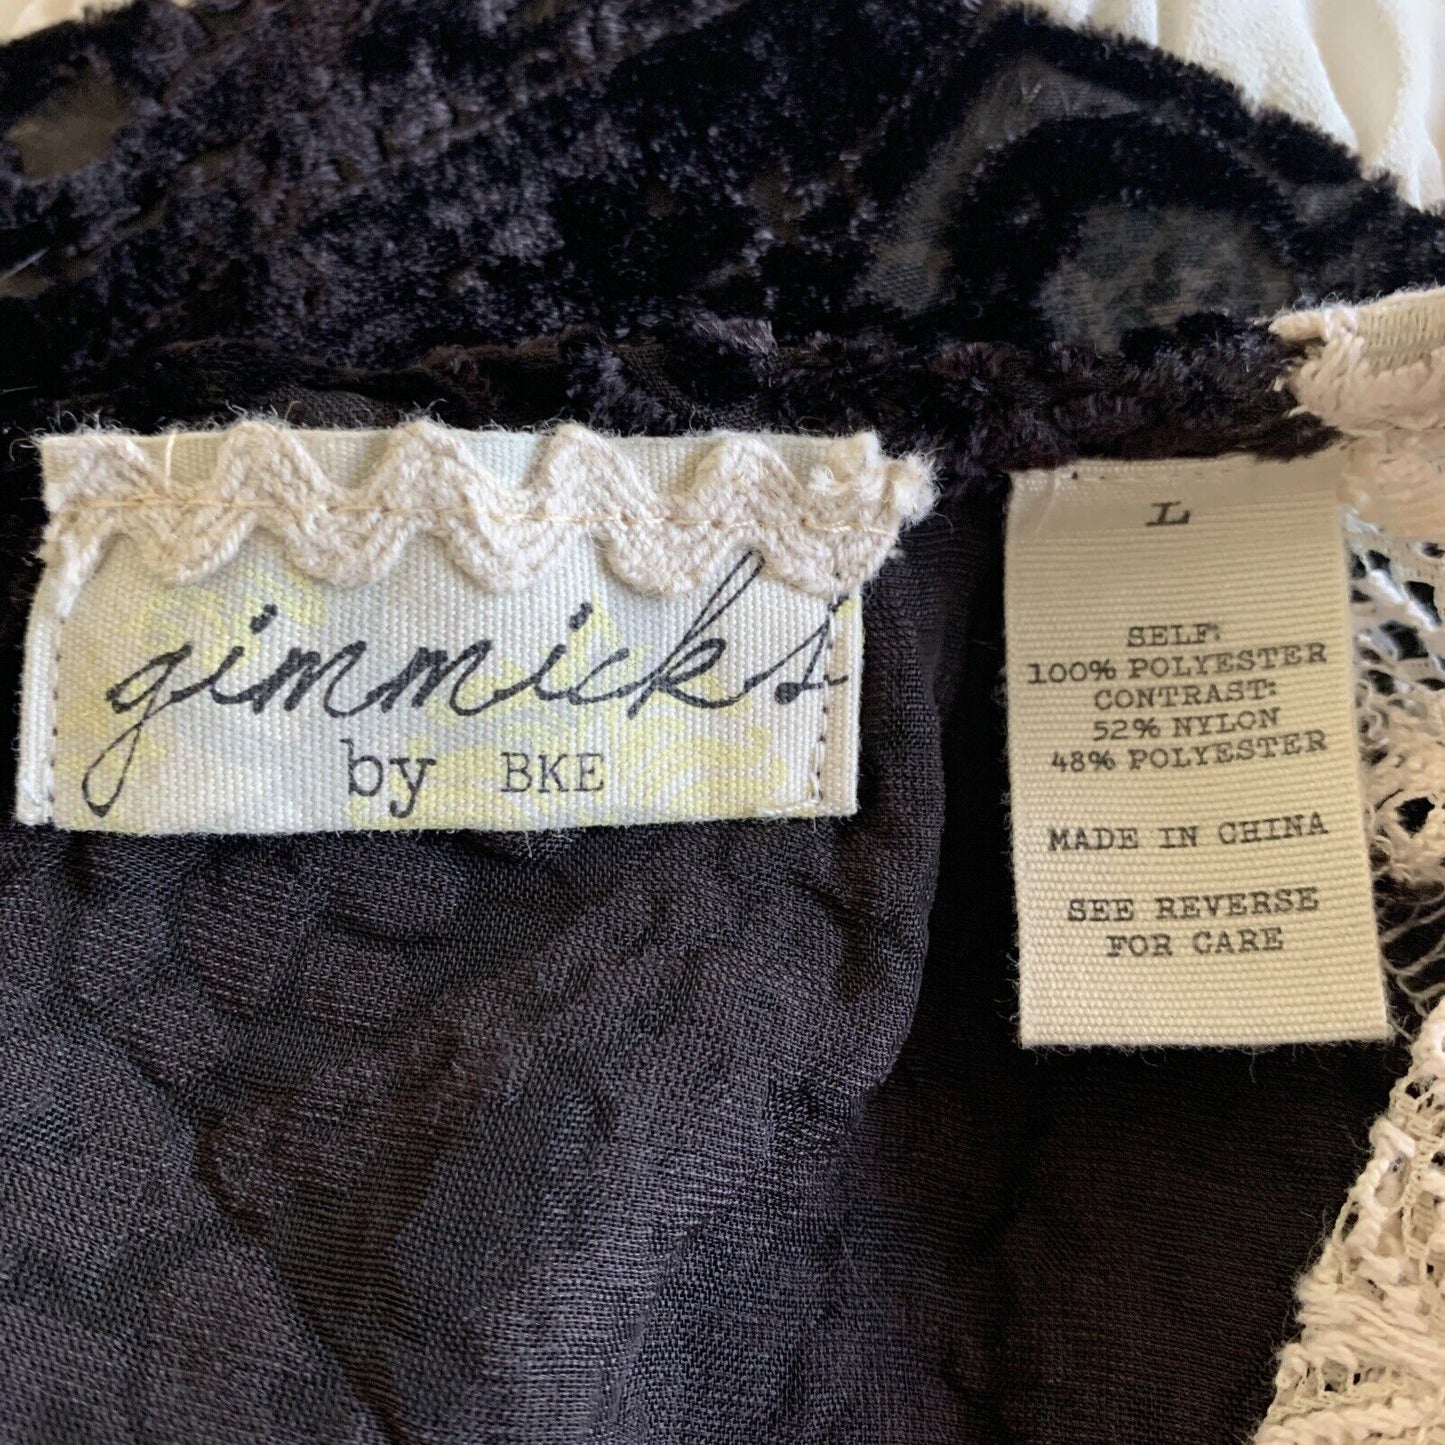 gimmicks
by BKE
L
SELF:
100% POLYESTER
CONTRAST:
52% NYLON
48% POLYESTER
MADE IN CHINA
SEE REVERSE
FOR CARE